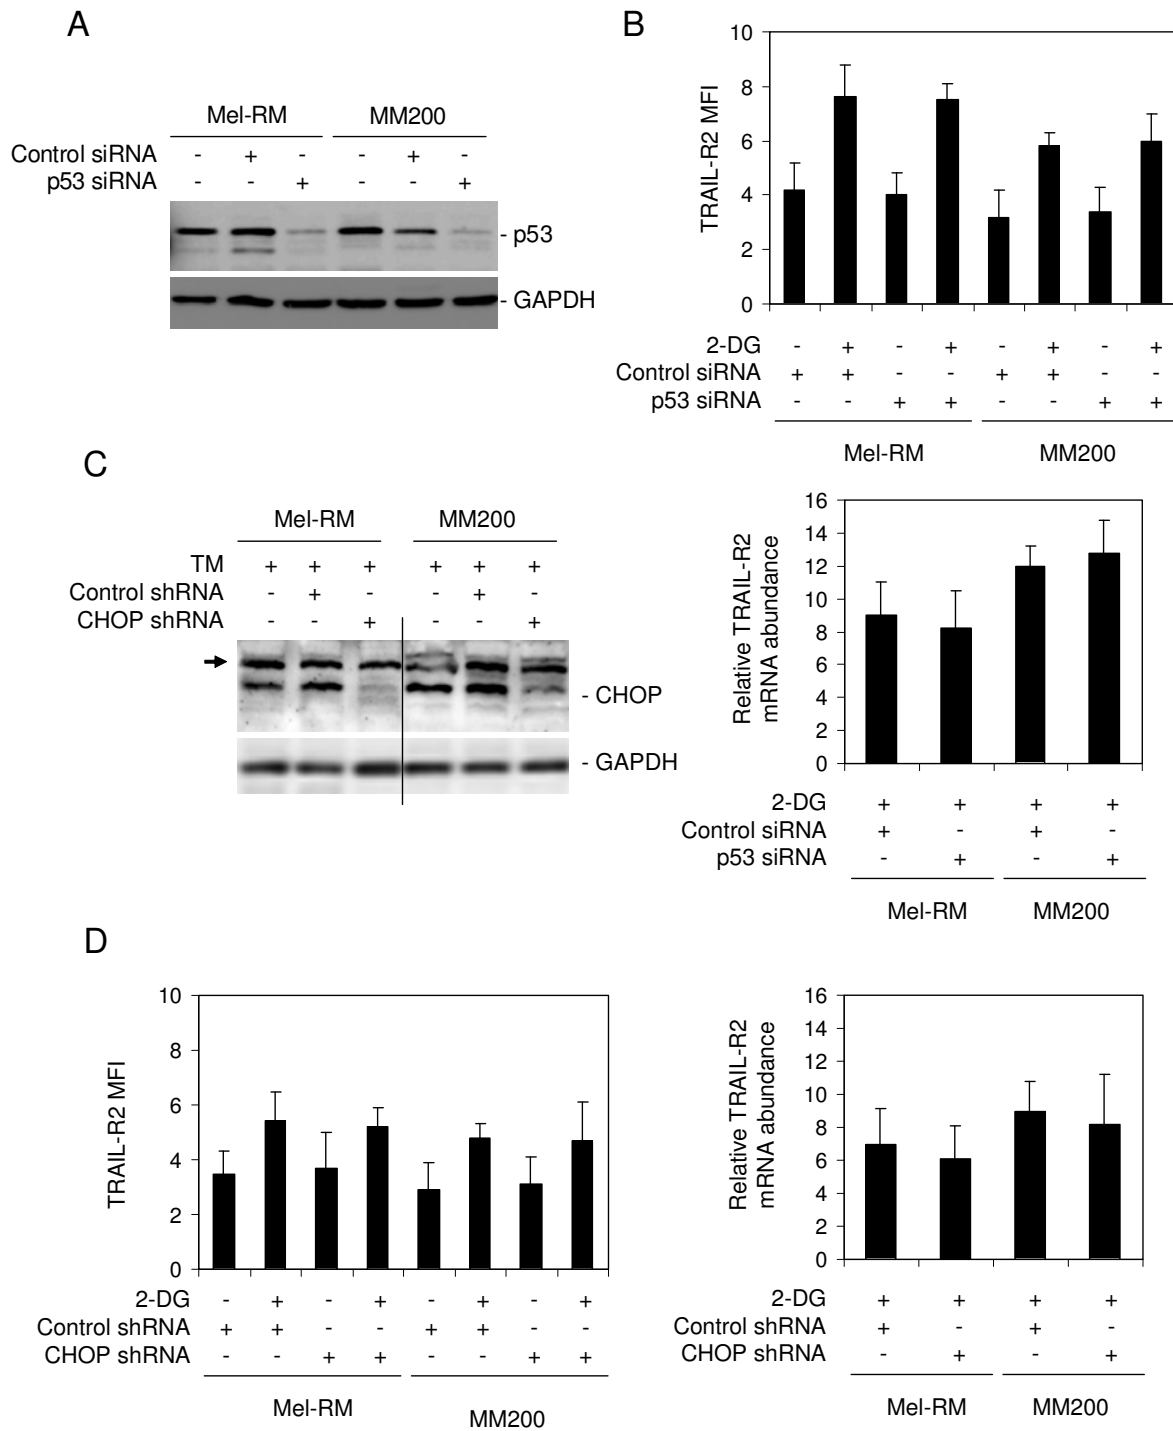 A
Mel-RM MM200
Control siRNA - + - - + -
p53 siRNA - - + - - +
- p53
- GAPDH
B
TRAIL-R2 MFI
10
8
6
4
2
0
2-DG - + - + - + - +
Control siRNA + + - - + + - -
p53 siRNA - - + + - - + +
Mel-RM MM200
Relative TRAIL-R2
mRNA abundance
16
14
12
10
8
6
4
2
0
2-DG + + + +
Control siRNA + - + -
p53 siRNA - + - +
Mel-RM MM200
C
Mel-RM MM200
TM + + + + + +
Control shRNA - + - - + -
CHOP shRNA - - + - - +
- CHOP
- GAPDH
D
TRAIL-R2 MFI
10
8
6
4
2
0
2-DG - + - + - + - +
Control shRNA + + - - + + - -
CHOP shRNA - - + + - - + +
Mel-RM MM200
Relative TRAIL-R2
mRNA abundance
16
14
12
10
8
6
4
2
0
2-DG + + + +
Control shRNA + - + -
CHOP shRNA - + - +
Mel-RM MM200